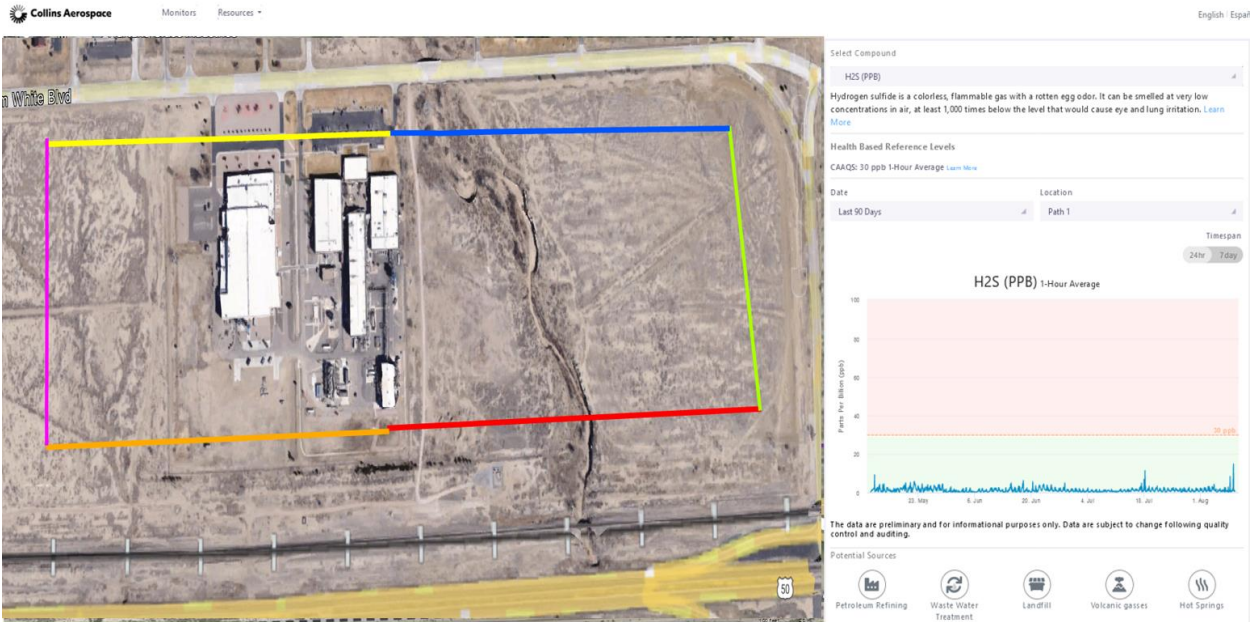 Collins Aerospace
Monitors
Resources
English
Españ
n White Blvd
50
Select Compound
H2S (PPB)
Hydrogen sulfide is a colorless, flammable gas with a rotten egg odor. It can be smelled at very low
concentrations in air, at least 1,000 times below the level that would cause eye and lung irritation. Learn
More
Health Based Reference Levels
CAAQS: 30 ppb 1-Hour Average Learn More
Date
Location
Last 90 Days
Path 1
Timespan
24hr
7day
H2S (PPB) 1-Hour Average
Parts Per Billion (ppb)
100
80
60
40
20
0
30 ppb
23. May
6. Jun
20. Jun
4. Jul
18. Jul
1. Aug
The data are preliminary and for informational purposes only. Data are subject to change following quality
control and auditing.
Potential Sources
Petroleum Refining
Waste Water
Treatment
Landfill
Volcanic gasses
Hot Springs